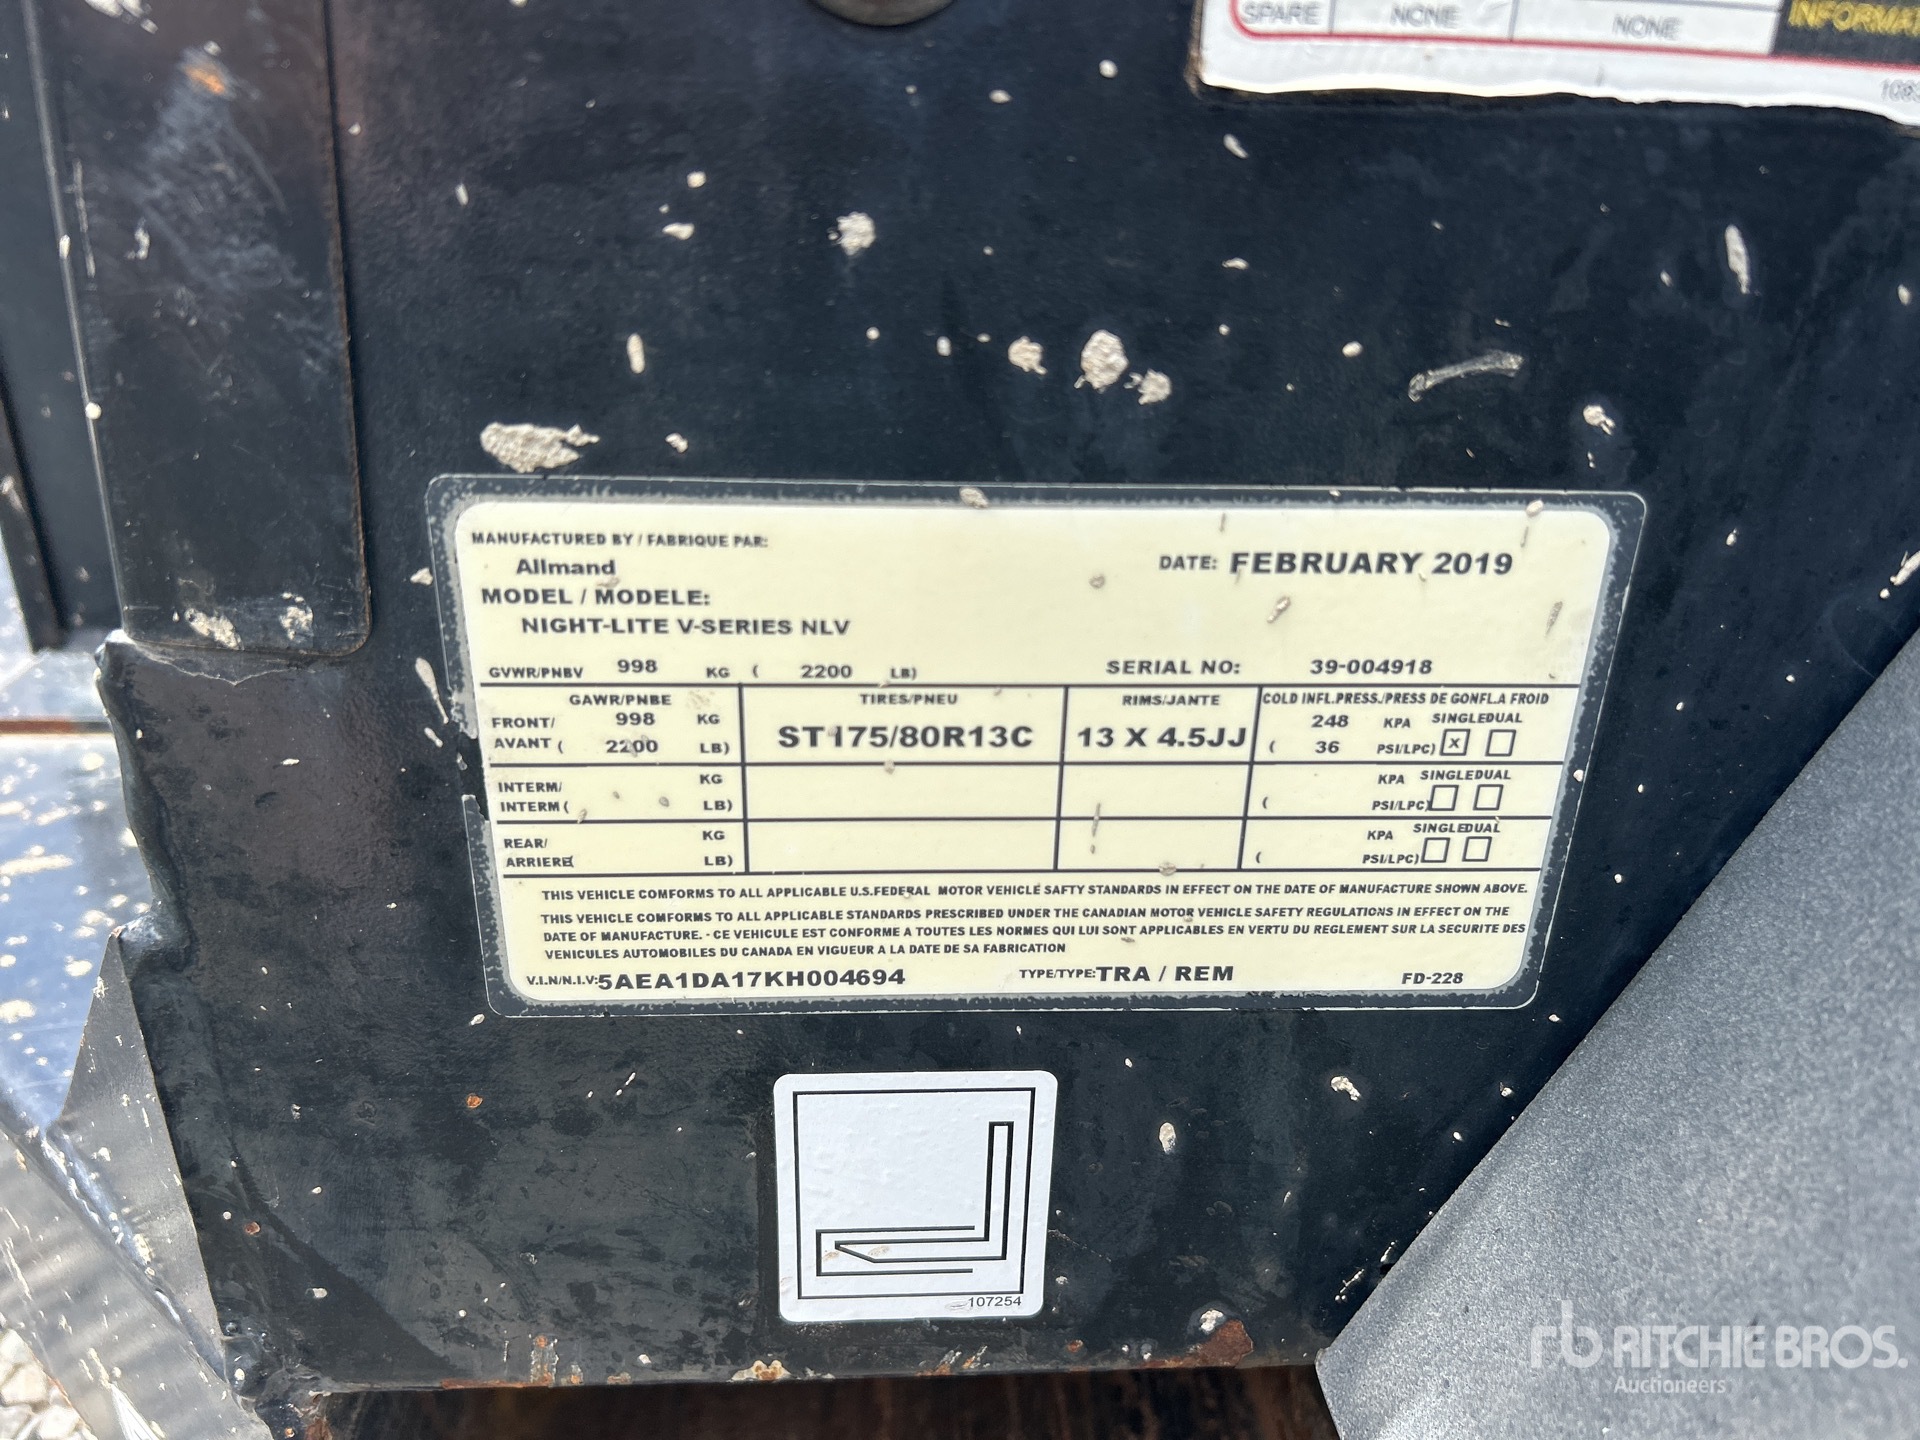 SPARE NONE NONE
MANUFACTURED BY / FABRIQUE PAR:
Allmand
DATE: FEBRUARY 2019
MODEL / MODELE:
NIGHT-LITE V-SERIES NLV
GVWR/PNBV 998 KG ( 2200 LB)
SERIAL NO: 39-004918
GAWR/PNBE TIRES/PNEU RIMS/JANTE COLD INFL.PRESS./PRESS DE GONFL.A FROID
FRONT/ 998 KG 248 KPA SINGLE DUAL
AVANT ( 2200 LB) ST175/80R13C 13 X 4.5JJ ( 36 PSI/LPC) X
INTERM/ KG KPA SINGLE DUAL
INTERM ( LB) ( PSI/LPC)
REAR/ KG KPA SINGLE DUAL
ARRIERE( LB) ( PSI/LPC)
THIS VEHICLE COMFORMS TO ALL APPLICABLE U.S.FEDERAL MOTOR VEHICLE SAFTY STANDARDS IN EFFECT ON THE DATE OF MANUFACTURE SHOWN ABOVE.
THIS VEHICLE COMFORMS TO ALL APPLICABLE STANDARDS PRESCRIBED UNDER THE CANADIAN MOTOR VEHICLE SAFETY REGULATIONS IN EFFECT ON THE
DATE OF MANUFACTURE. - CE VEHICULE EST CONFORME A TOUTES LES NORMES QUI LUI SONT APPLICABLES EN VERTU DU REGLEMENT SUR LA SECURITE DES
VENICULES AUTOMOBILES DU CANADA EN VIGUEUR A LA DATE DE SA FABRICATION
V.I.N/N.I.V: 5AEA1DA17KH004694 TYPE/TYPE: TRA / REM FD-228
107254
rb RITCHIE BROS.
Auctioneers